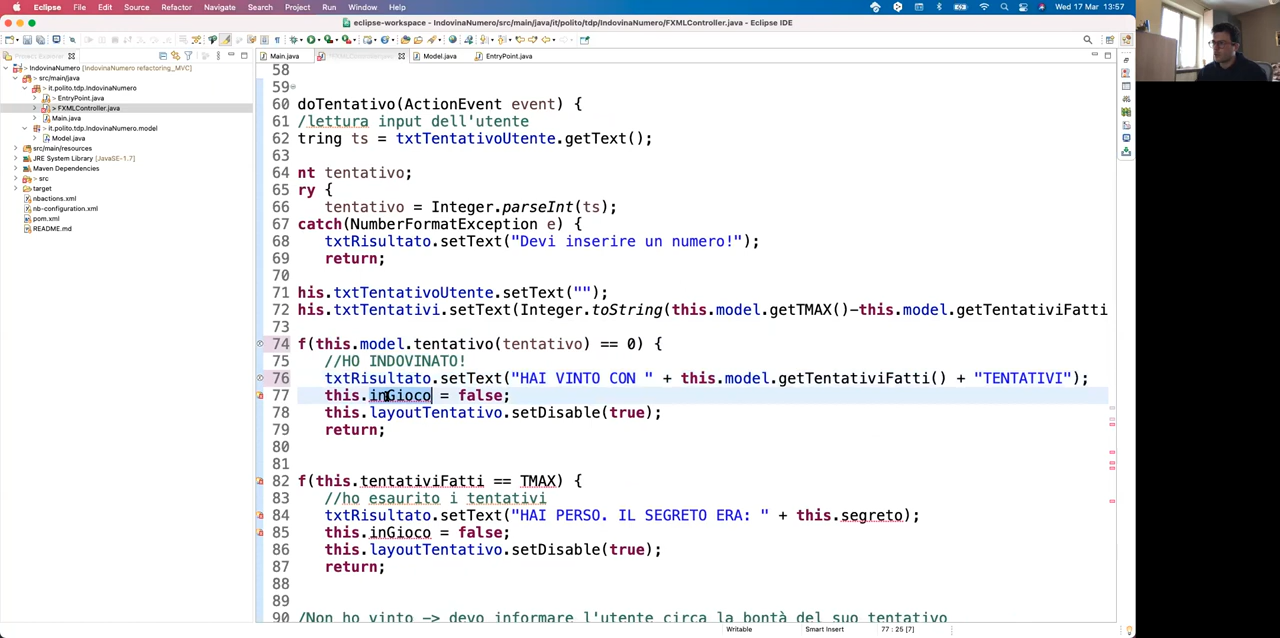 Eclipse File Edit Source Refactor Navigate Search Project Run Window Help Wed 17 Mar 13:57
eclipse-workspace - IndovinaNumero/src/main/java/it/polito/tdp/IndovinaNumero/FXMLController.java - Eclipse IDE
Project Explorer
Main.java
Model.java
EntryPoint.java
IndovinaNumero [IndovinaNumero refactoring_MVC]
src/main/java
it.polito.tdp.IndovinaNumero
EntryPoint.java
FXMLController.java
Main.java
it.polito.tdp.IndovinaNumero.model
Model.java
src/main/resources
JRE System Library [JavaSE-1.7]
Maven Dependencies
src
target
nbactions.xml
nb-configuration.xml
pom.xml
README.md
58
59
60 doTentativo(ActionEvent event) {
61 /lettura input dell'utente
62 tring ts = txtTentativoUtente.getText();
63
64 nt tentativo;
65 ry {
66 tentativo = Integer.parseInt(ts);
67 catch(NumberFormatException e) {
68 txtRisultato.setText("Devi inserire un numero!");
69 return;
70
71 his.txtTentativoUtente.setText("");
72 his.txtTentativi.setText(Integer.toString(this.model.getTMAX()-this.model.getTentativiFatti
73
74 f(this.model.tentativo(tentativo) == 0) {
75 //HO INDOVINATO!
76 txtRisultato.setText("HAI VINTO CON " + this.model.getTentativiFatti() + "TENTATIVI");
77 this.inGioco = false;
78 this.layoutTentativo.setDisable(true);
79 return;
80
81
82 f(this.tentativiFatti == TMAX) {
83 //ho esaurito i tentativi
84 txtRisultato.setText("HAI PERSO. IL SEGRETO ERA: " + this.segreto);
85 this.inGioco = false;
86 this.layoutTentativo.setDisable(true);
87 return;
88
89
90 /Non ho vinto -> devo informare l'utente circa la bontà del suo tentativo
Writable Smart Insert 77 : 25 [7]